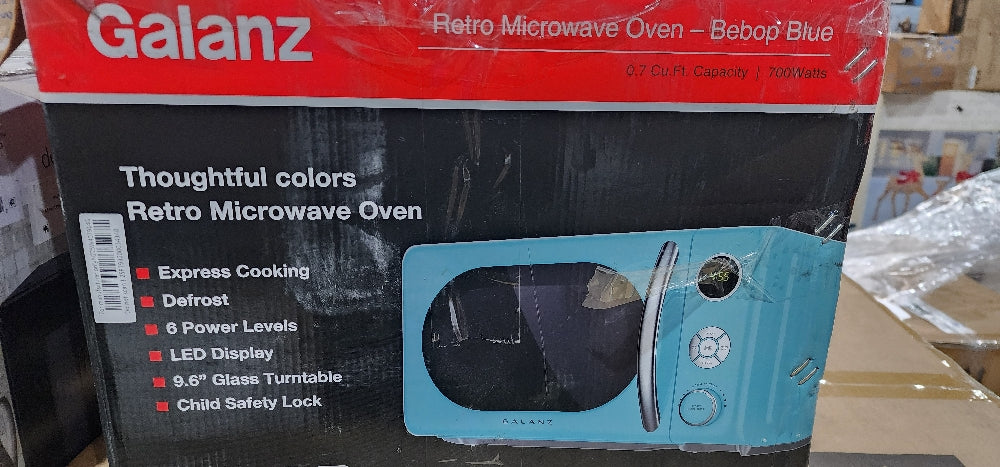 Galanz
Retro Microwave Oven – Bebop Blue
0.7 Cu.Ft. Capacity | 700Watts
Thoughtful colors
Retro Microwave Oven
Express Cooking
Defrost
6 Power Levels
LED Display
9.6” Glass Turntable
Child Safety Lock
GALANZ